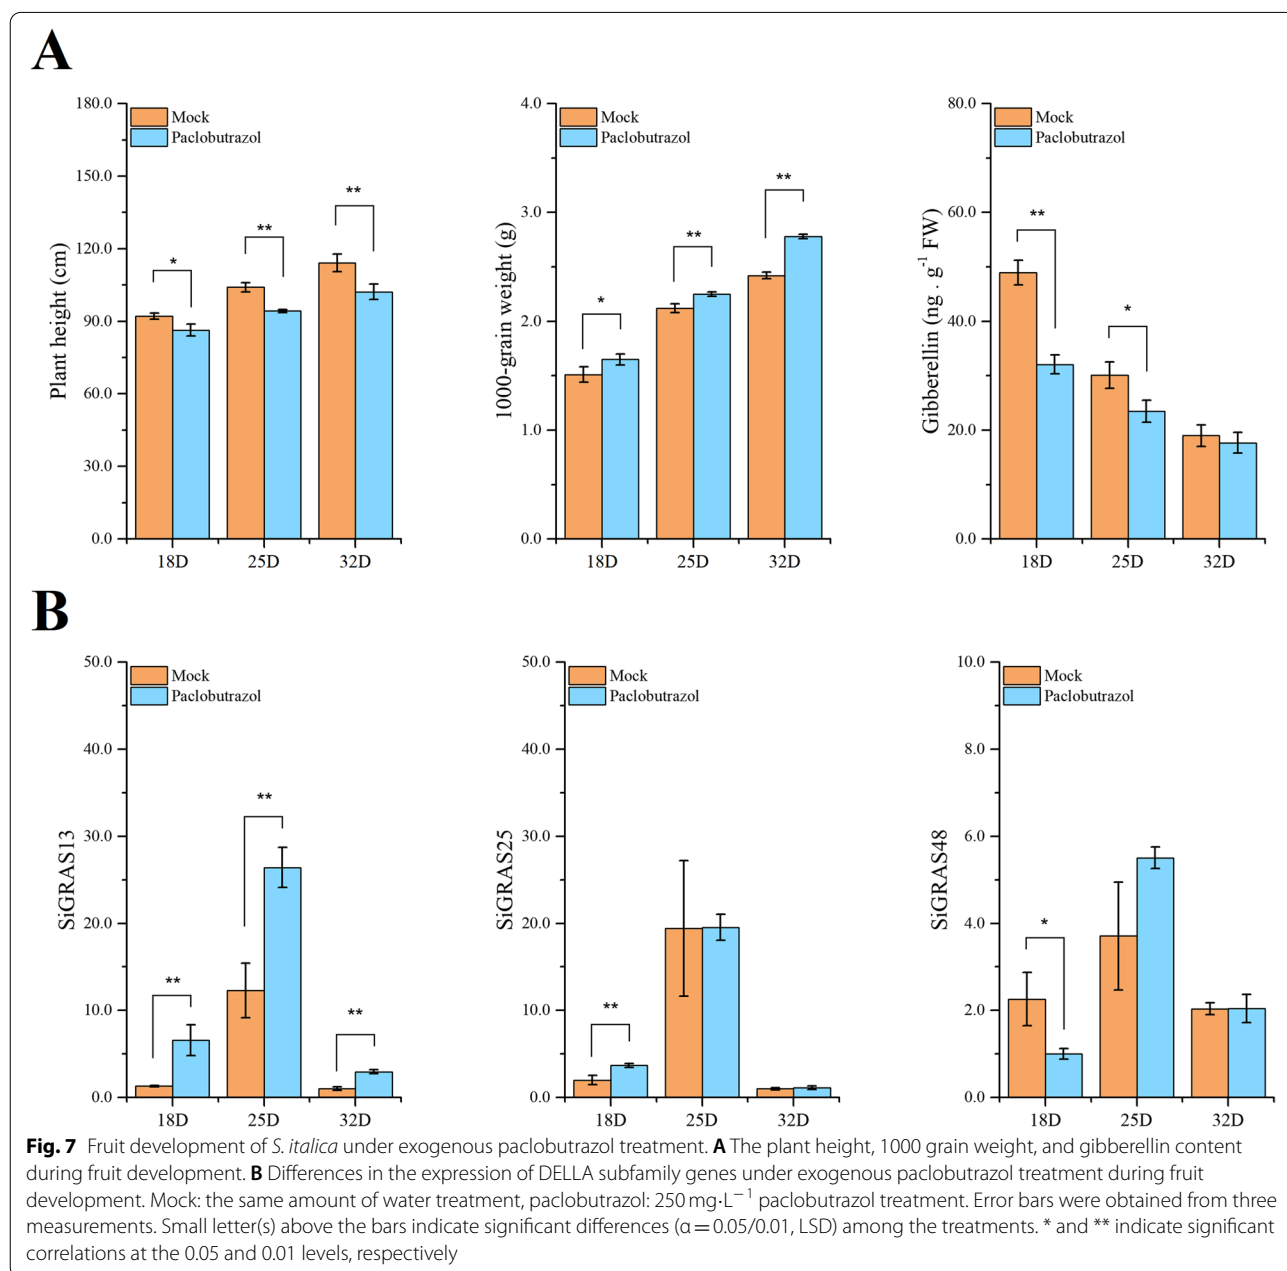 A
180.0
150.0
120.0
90.0
60.0
30.0
0.0
Plant height (cm)
Mock
Paclobutrazol
*
**
**
18D
25D
32D
4.0
3.0
2.0
1.0
0.0
1000-grain weight (g)
Mock
Paclobutrazol
*
**
**
18D
25D
32D
80.0
60.0
40.0
20.0
0.0
Gibberellin (ng . g⁻¹ FW)
Mock
Paclobutrazol
**
*
18D
25D
32D
B
50.0
40.0
30.0
20.0
10.0
0.0
SiGRAS13
Mock
Paclobutrazol
**
**
**
18D
25D
32D
50.0
40.0
30.0
20.0
10.0
0.0
SiGRAS25
Mock
Paclobutrazol
**
18D
25D
32D
10.0
8.0
6.0
4.0
2.0
0.0
SiGRAS48
Mock
Paclobutrazol
*
18D
25D
32D
Fig. 7 Fruit development of S. italica under exogenous paclobutrazol treatment. A The plant height, 1000 grain weight, and gibberellin content
during fruit development. B Differences in the expression of DELLA subfamily genes under exogenous paclobutrazol treatment during fruit
development. Mock: the same amount of water treatment, paclobutrazol: 250 mg·L⁻¹ paclobutrazol treatment. Error bars were obtained from three
measurements. Small letter(s) above the bars indicate significant differences (α = 0.05/0.01, LSD) among the treatments. * and ** indicate significant
correlations at the 0.05 and 0.01 levels, respectively